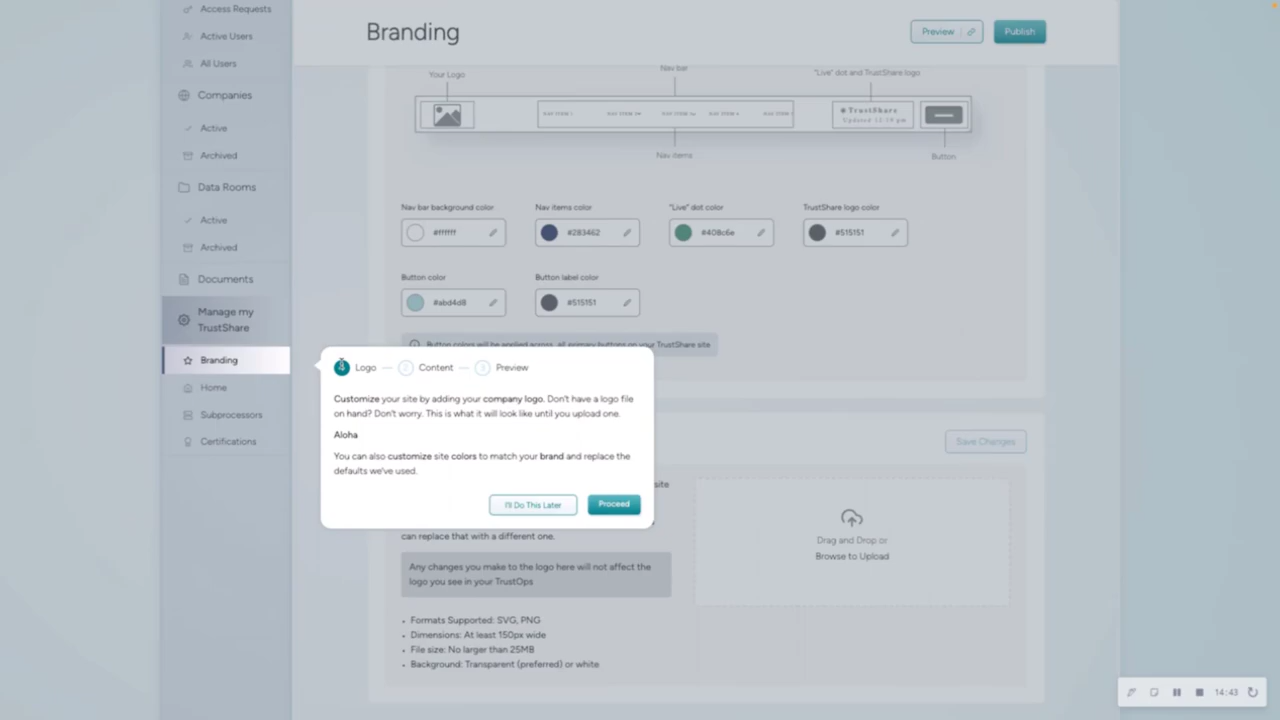 Access Requests
Active Users
All Users
Companies
Active
Archived
Data Rooms
Active
Archived
Documents
Manage my
TrustShare
Branding
Home
Subprocessors
Certifications
Branding
Preview
Publish
Your Logo
Nav bar
"Live" dot and TrustShare logo
TrustShare
Updated 12:19 pm
Nav items
Button
Nav bar background color
Nav items color
"Live" dot color
TrustShare logo color
#ffffff
#283462
#408c6e
#515151
Button color
Button label color
#abd4d8
#515151
Button colors will be applied across all primary buttons on your TrustShare site
Logo
2
Content
3
Preview
Customize your site by adding your company logo. Don't have a logo file
on hand? Don't worry. This is what it will look like until you upload one.
Aloha
You can also customize site colors to match your brand and replace the
defaults we've used.
I'll Do This Later
Proceed
Save Changes
site
can replace that with a different one.
Any changes you make to the logo here will not affect the
logo you see in your TrustOps
Drag and Drop or
Browse to Upload
• Formats Supported: SVG, PNG
• Dimensions: At least 150px wide
• File size: No larger than 25MB
• Background: Transparent (preferred) or white
14:43